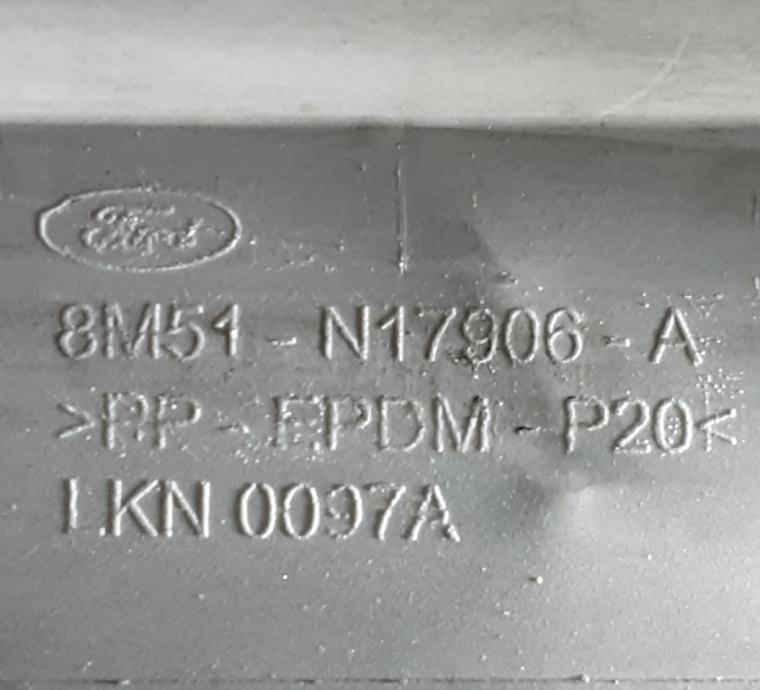 Ford
8M51-N17906-A
>PP-EPDM-P20<
LKN 0097A